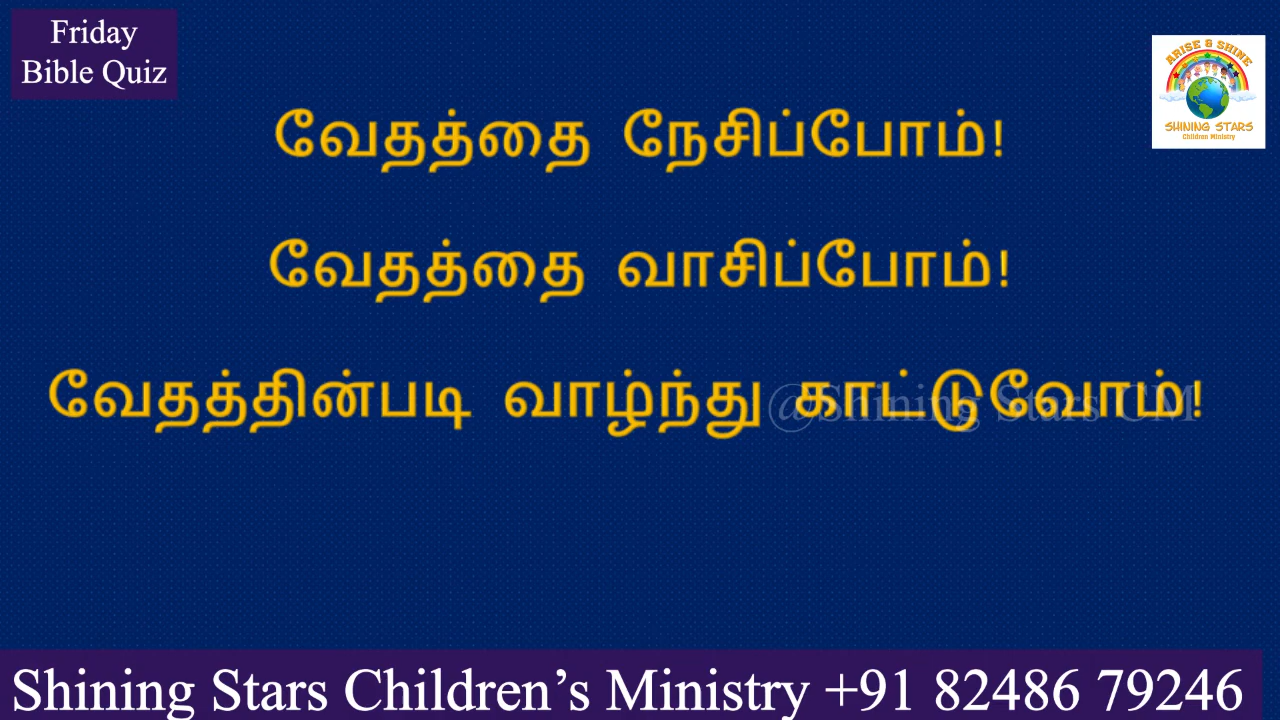 Friday
Bible Quiz
ARISE & SHINE
SHINING STARS
Children Ministry
வேதத்தை நேசிப்போம்!
வேதத்தை வாசிப்போம்!
வேதத்தின்படி வாழ்ந்து காட்டுவோம்!
@Shining Stars CM
Shining Stars Children’s Ministry +91 82486 79246